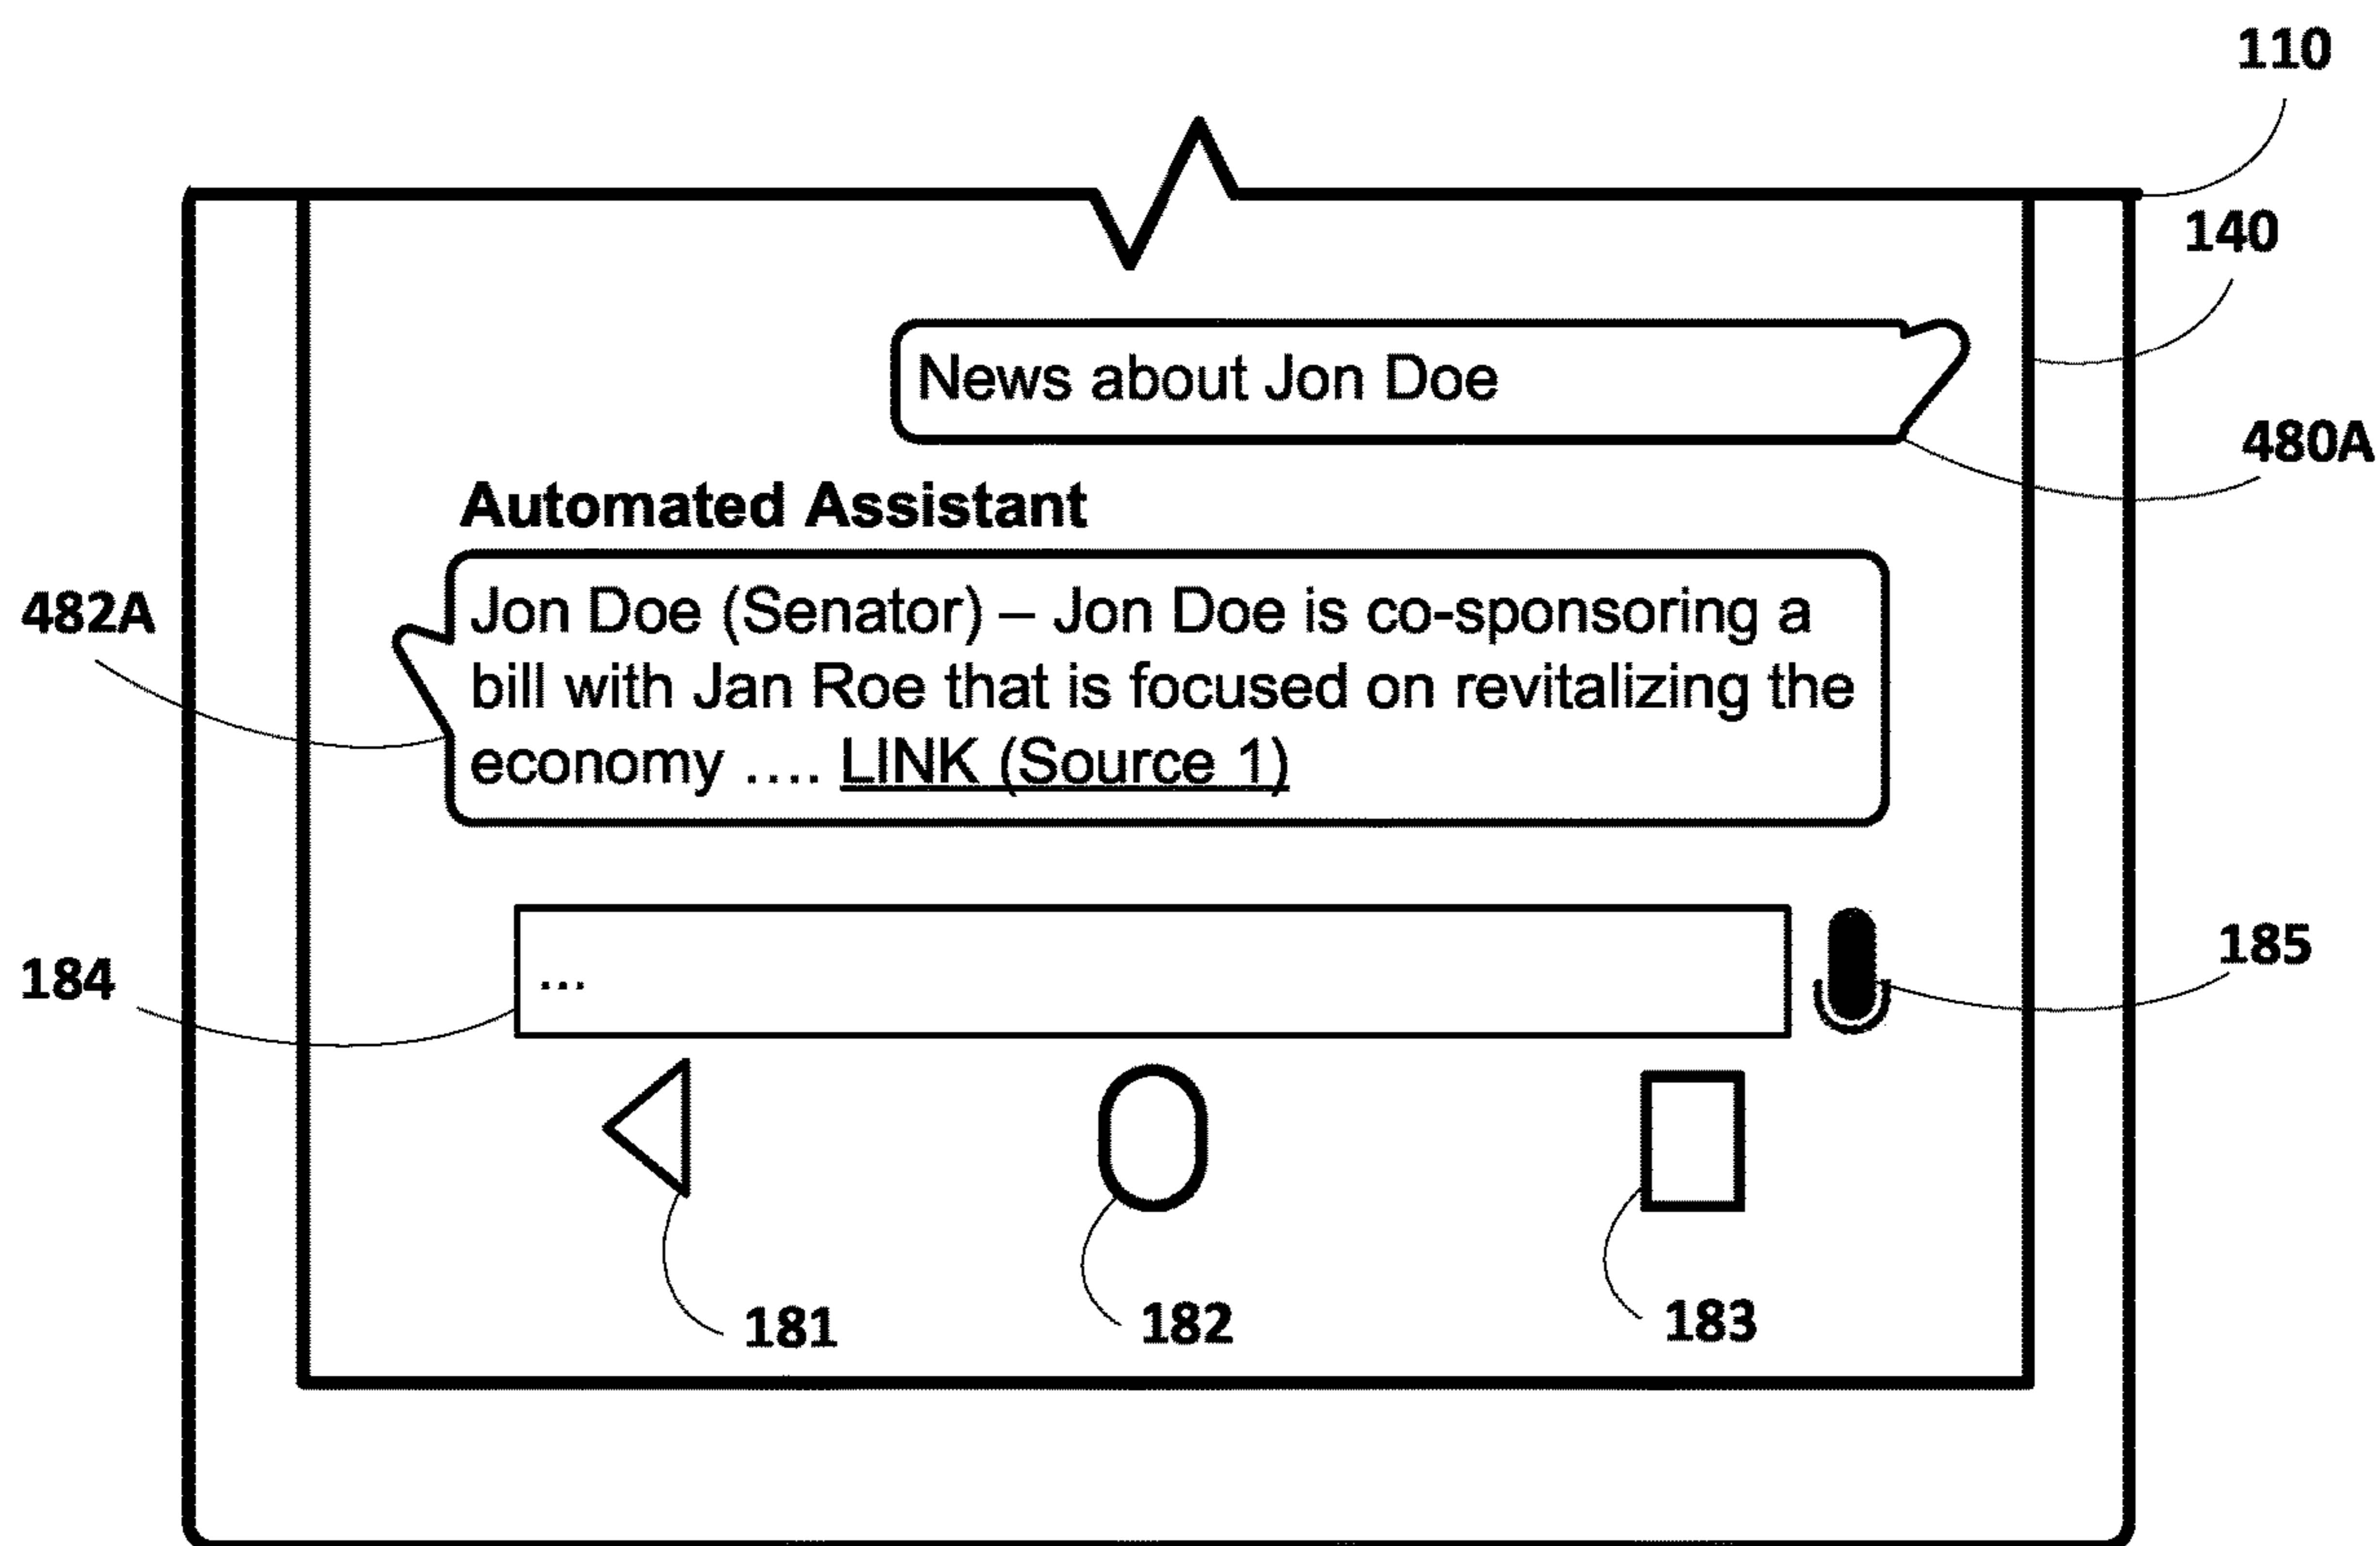 110
140
News about Jon Doe
480A
Automated Assistant
482A
Jon Doe (Senator) – Jon Doe is co-sponsoring a
bill with Jan Roe that is focused on revitalizing the
economy .... LINK (Source 1)
184
...
185
181
182
183